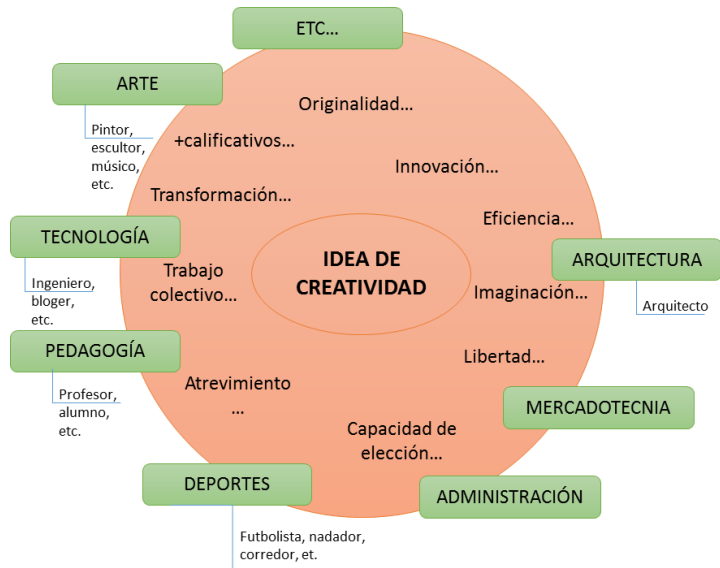 ETC...
ARTE
Pintor,
escultor,
músico,
etc.
Originalidad...
+calificativos...
Innovación...
Transformación...
Eficiencia...
TECNOLOGÍA
Ingeniero,
bloger,
etc.
Trabajo
colectivo...
IDEA DE
CREATIVIDAD
ARQUITECTURA
Arquitecto
Imaginación...
PEDAGOGÍA
Profesor,
alumno,
etc.
Libertad...
Atrevimiento
...
MERCADOTECNIA
Capacidad de
elección...
DEPORTES
Futbolista, nadador,
corredor, et.
ADMINISTRACIÓN